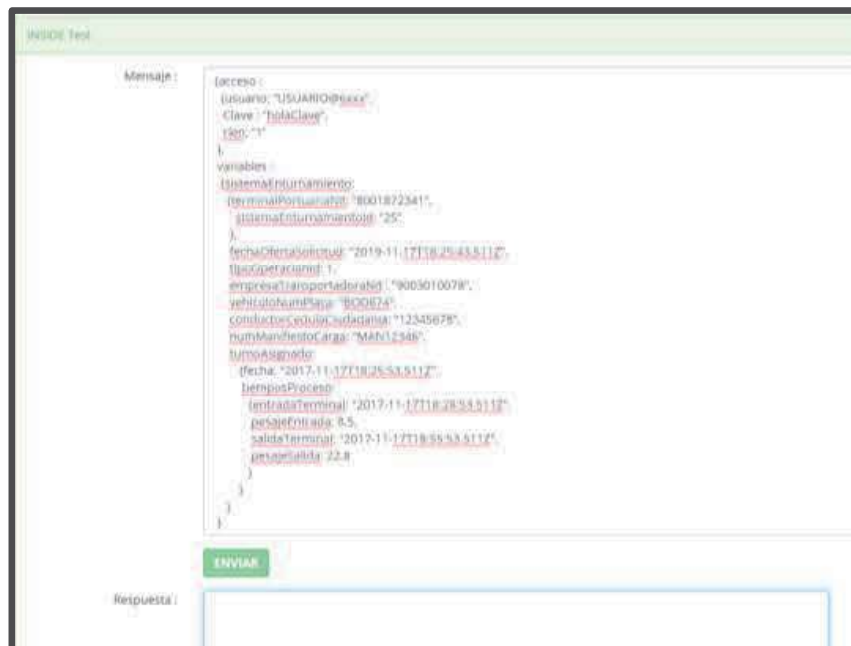 INSIDE Test
Mensaje :
{acceso :
{usuario: "USUARIO@xxxx",
Clave : "holaClave",
rien: "1"
},
variables :
{sistemaEnturnamiento:
{terminalPortuariaNit: "8001872341",
sistemaEnturnamientoId: "25"
},
fechaOfertaSolicitud: "2019-11-17T18:25:43.511Z",
tipoOperacionId: 1,
empresaTransportadoraNit : "9003010078",
vehiculoNumPlaca:
conductorCedulaCiudadania: "12345678",
numManifiestoCarga: "MAN12346",
turnoAsignado:
{fecha: "2017-11-17T18:25:53.511Z",
tiemposProceso:
{entradaTerminal: "2017-11-17T18:28:53.511Z",
pesajeEntrada: 8.5,
salidaTerminal: "2017-11-17T18:55:53.511Z",
pesajeSalida: 22.8
}
}
}
}
ENVIAR
Respuesta :